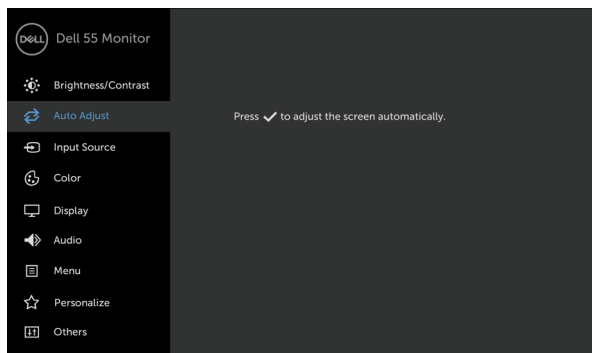 DELL Dell 55 Monitor
Brightness/Contrast
Auto Adjust
Press ✓ to adjust the screen automatically.
Input Source
Color
Display
Audio
Menu
Personalize
Others